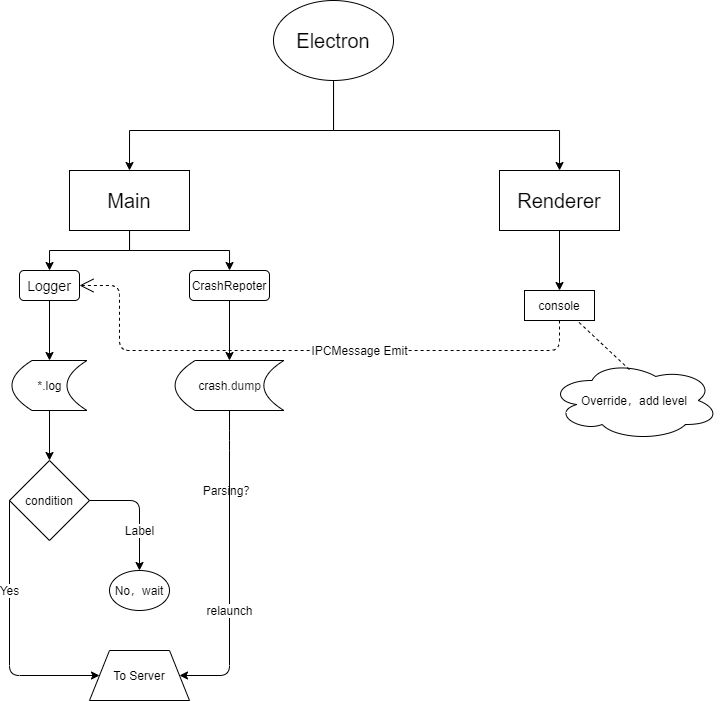 Electron
Main
Renderer
Logger
CrashRepoter
console
IPCMessage Emit
*.log
crash.dump
Override，add level
condition
Parsing?
Label
Yes
No，wait
relaunch
To Server